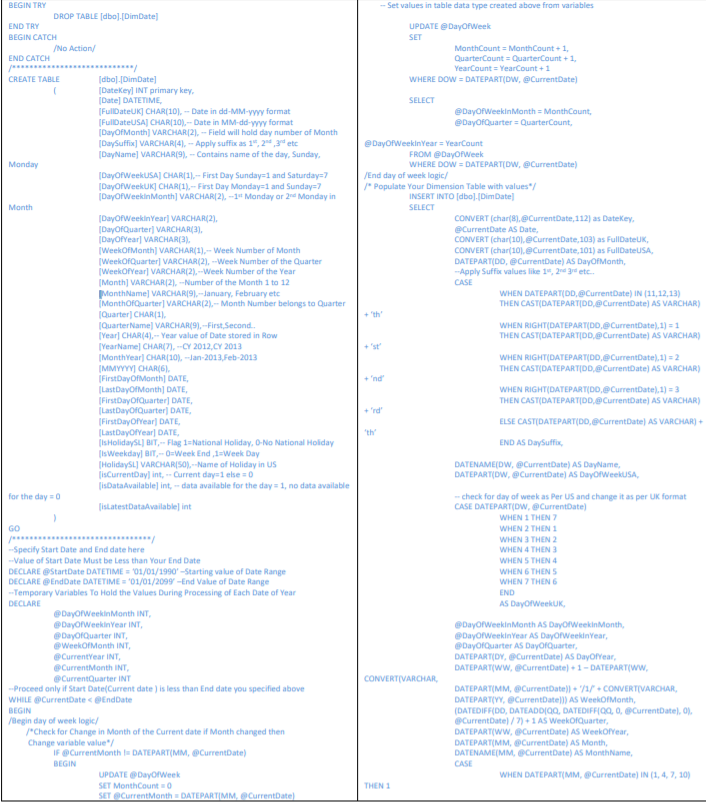 BEGIN TRY
DROP TABLE [dbo].[DimDate]
END TRY
BEGIN CATCH
/No Action/
END CATCH
/****************************/
CREATE TABLE [dbo].[DimDate]
( [DateKey] INT primary key,
[Date] DATETIME,
[FullDateUK] CHAR(10), -- Date in dd-MM-yyyy format
[FullDateUSA] CHAR(10),-- Date in MM-dd-yyyy format
[DayOfMonth] VARCHAR(2), -- Field will hold day number of Month
[DaySuffix] VARCHAR(4), -- Apply suffix as 1st, 2nd ,3rd etc
[DayName] VARCHAR(9), -- Contains name of the day, Sunday,
Monday
[DayOfWeekUSA] CHAR(1),-- First Day Sunday=1 and Saturday=7
[DayOfWeekUK] CHAR(1),-- First Day Monday=1 and Sunday=7
[DayOfWeekInMonth] VARCHAR(2), --1st Monday or 2nd Monday in
Month
[DayOfWeekInYear] VARCHAR(2),
[DayOfQuarter] VARCHAR(3),
[DayOfYear] VARCHAR(3),
[WeekOfMonth] VARCHAR(1),-- Week Number of Month
[WeekOfQuarter] VARCHAR(2), --Week Number of the Quarter
[WeekOfYear] VARCHAR(2),--Week Number of the Year
[Month] VARCHAR(2), --Number of the Month 1 to 12
[MonthName] VARCHAR(9),--January, February etc
[MonthOfQuarter] VARCHAR(2),-- Month Number belongs to Quarter
[Quarter] CHAR(1),
[QuarterName] VARCHAR(9),--First,Second..
[Year] CHAR(4),-- Year value of Date stored in Row
[YearName] CHAR(7), --CY 2012,CY 2013
[MonthYear] CHAR(10), --Jan-2013,Feb-2013
[MMYYYY] CHAR(6),
[FirstDayOfMonth] DATE,
[LastDayOfMonth] DATE,
[FirstDayOfQuarter] DATE,
[LastDayOfQuarter] DATE,
[FirstDayOfYear] DATE,
[LastDayOfYear] DATE,
[IsHolidaySL] BIT,-- Flag 1=National Holiday, 0-No National Holiday
[IsWeekday] BIT,-- 0=Week End ,1=Week Day
[HolidaySL] VARCHAR(50),--Name of Holiday in US
[isCurrentDay] int, -- Current day=1 else = 0
[isDataAvailable] int, -- data available for the day = 1, no data available
for the day = 0
[isLatestDataAvailable] int
)
GO
/********************************/
--Specify Start Date and End date here
--Value of Start Date Must be Less than Your End Date
DECLARE @StartDate DATETIME = '01/01/1990' –Starting value of Date Range
DECLARE @EndDate DATETIME = '01/01/2099' –End Value of Date Range
--Temporary Variables To Hold the Values During Processing of Each Date of Year
DECLARE
@DayOfWeekInMonth INT,
@DayOfWeekInYear INT,
@DayOfQuarter INT,
@WeekOfMonth INT,
@CurrentYear INT,
@CurrentMonth INT,
@CurrentQuarter INT
--Proceed only if Start Date(Current date ) is less than End date you specified above
WHILE @CurrentDate < @EndDate
BEGIN
/Begin day of week logic/
/*Check for Change in Month of the Current date if Month changed then
Change variable value*/
IF @CurrentMonth != DATEPART(MM, @CurrentDate)
BEGIN
UPDATE @DayOfWeek
SET MonthCount = 0
SET @CurrentMonth = DATEPART(MM, @CurrentDate)
-- Set values in table data type created above from variables
UPDATE @DayOfWeek
SET
MonthCount = MonthCount + 1,
QuarterCount = QuarterCount + 1,
YearCount = YearCount + 1
WHERE DOW = DATEPART(DW, @CurrentDate)
SELECT
@DayOfWeekInMonth = MonthCount,
@DayOfQuarter = QuarterCount,
@DayOfWeekInYear = YearCount
FROM @DayOfWeek
WHERE DOW = DATEPART(DW, @CurrentDate)
/End day of week logic/
/* Populate Your Dimension Table with values*/
INSERT INTO [dbo].[DimDate]
SELECT
CONVERT (char(8),@CurrentDate,112) as DateKey,
@CurrentDate AS Date,
CONVERT (char(10),@CurrentDate,103) as FullDateUK,
CONVERT (char(10),@CurrentDate,101) as FullDateUSA,
DATEPART(DD, @CurrentDate) AS DayOfMonth,
--Apply Suffix values like 1st, 2nd 3rd etc..
CASE
WHEN DATEPART(DD,@CurrentDate) IN (11,12,13)
THEN CAST(DATEPART(DD,@CurrentDate) AS VARCHAR)
+ 'th'
WHEN RIGHT(DATEPART(DD,@CurrentDate),1) = 1
THEN CAST(DATEPART(DD,@CurrentDate) AS VARCHAR)
+ 'st'
WHEN RIGHT(DATEPART(DD,@CurrentDate),1) = 2
THEN CAST(DATEPART(DD,@CurrentDate) AS VARCHAR)
+ 'nd'
WHEN RIGHT(DATEPART(DD,@CurrentDate),1) = 3
THEN CAST(DATEPART(DD,@CurrentDate) AS VARCHAR)
+ 'rd'
ELSE CAST(DATEPART(DD,@CurrentDate) AS VARCHAR) +
'th'
END AS DaySuffix,
DATENAME(DW, @CurrentDate) AS DayName,
DATEPART(DW, @CurrentDate) AS DayOfWeekUSA,
-- check for day of week as Per US and change it as per UK format
CASE DATEPART(DW, @CurrentDate)
WHEN 1 THEN 7
WHEN 2 THEN 1
WHEN 3 THEN 2
WHEN 4 THEN 3
WHEN 5 THEN 4
WHEN 6 THEN 5
WHEN 7 THEN 6
END
AS DayOfWeekUK,
@DayOfWeekInMonth AS DayOfWeekInMonth,
@DayOfWeekInYear AS DayOfWeekInYear,
@DayOfQuarter AS DayOfQuarter,
DATEPART(DY, @CurrentDate) AS DayOfYear,
DATEPART(WW, @CurrentDate) + 1 – DATEPART(WW,
CONVERT(VARCHAR,
DATEPART(MM, @CurrentDate)) + '/1/' + CONVERT(VARCHAR,
DATEPART(YY, @CurrentDate))) AS WeekOfMonth,
(DATEDIFF(DD, DATEADD(QQ, DATEDIFF(QQ, 0, @CurrentDate), 0),
@CurrentDate) / 7) + 1 AS WeekOfQuarter,
DATEPART(WW, @CurrentDate) AS WeekOfYear,
DATEPART(MM, @CurrentDate) AS Month,
DATENAME(MM, @CurrentDate) AS MonthName,
CASE
WHEN DATEPART(MM, @CurrentDate) IN (1, 4, 7, 10)
THEN 1